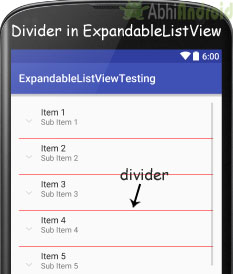 AbhiAndroid
Divider in ExpandableListView
6:00
ExpandableListViewTesting
Item 1
Sub Item 1
Item 2
Sub Item 2
Item 3
Sub Item 3
divider
Item 4
Sub Item 4
Item 5
Sub Item 5